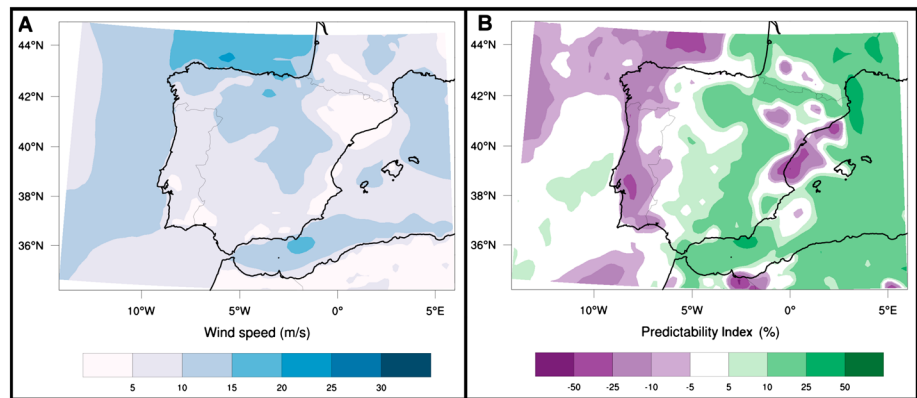 A
44°N
42°N
40°N
38°N
36°N
10°W 5°W 0° 5°E
Wind speed (m/s)
5 10 15 20 25 30
B
44°N
42°N
40°N
38°N
36°N
10°W 5°W 0° 5°E
Predictability Index (%)
-50 -25 -10 -5 5 10 25 50